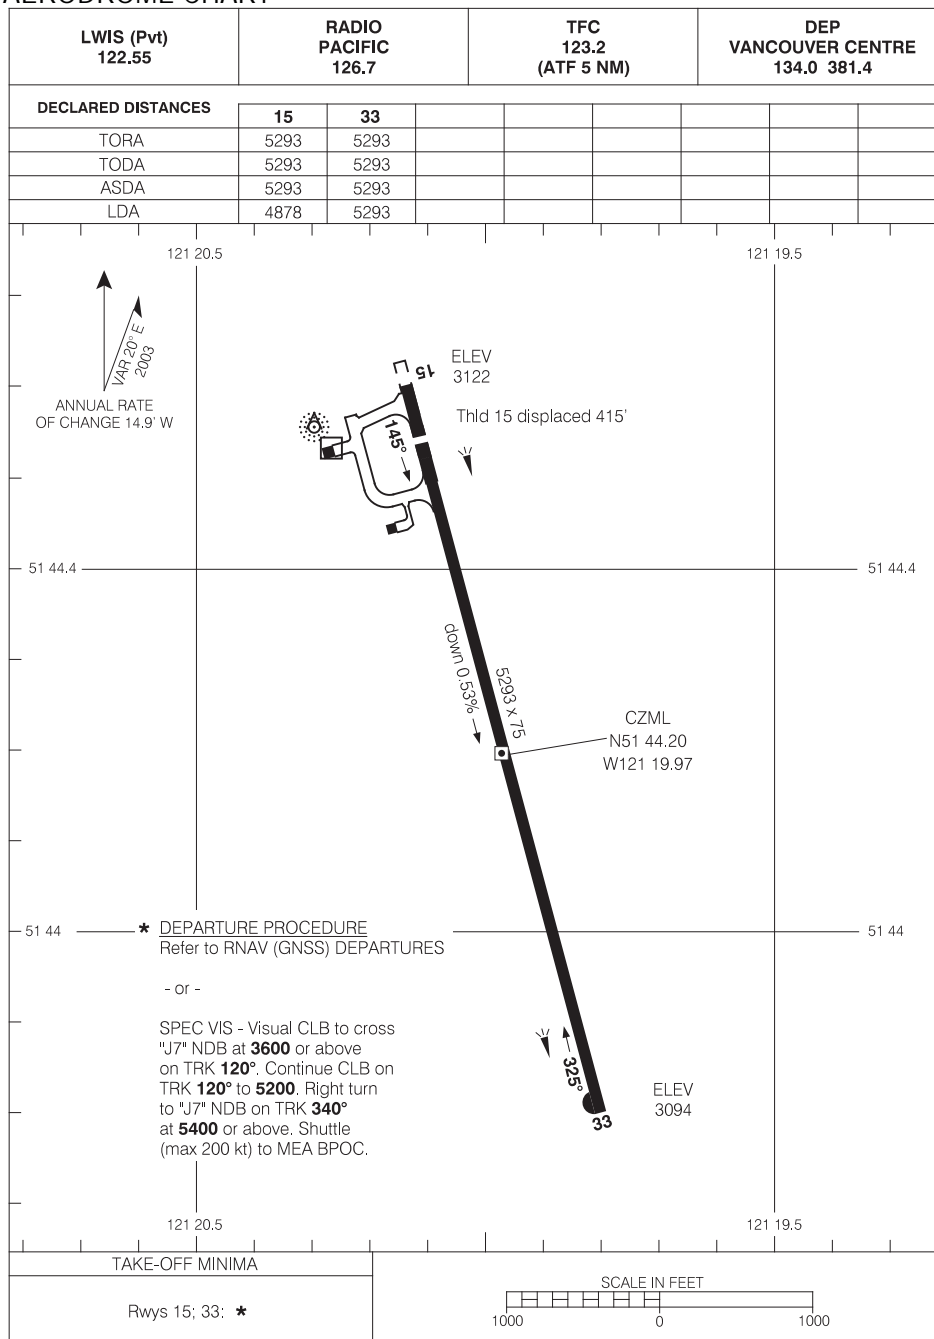 AERODROME CHART
LWIS (Pvt)
122.55
RADIO
PACIFIC
126.7
TFC
123.2
(ATF 5 NM)
DEP
VANCOUVER CENTRE
134.0 381.4
DECLARED DISTANCES 15 33
TORA 5293 5293
TODA 5293 5293
ASDA 5293 5293
LDA 4878 5293
121 20.5 121 19.5
VAR 20° E
2003
ANNUAL RATE
OF CHANGE 14.9' W
15
ELEV
3122
Thld 15 displaced 415'
A
145°
51 44.4 51 44.4
down 0.53%
5293 x 75
CZML
N51 44.20
W121 19.97
51 44 * DEPARTURE PROCEDURE 51 44
Refer to RNAV (GNSS) DEPARTURES
- or -
SPEC VIS - Visual CLB to cross
"J7" NDB at 3600 or above
on TRK 120°. Continue CLB on
TRK 120° to 5200. Right turn
to "J7" NDB on TRK 340°
at 5400 or above. Shuttle
(max 200 kt) to MEA BPOC.
325°
ELEV
3094
33
121 20.5 121 19.5
TAKE-OFF MINIMA
Rwys 15; 33: *
SCALE IN FEET
1000 0 1000